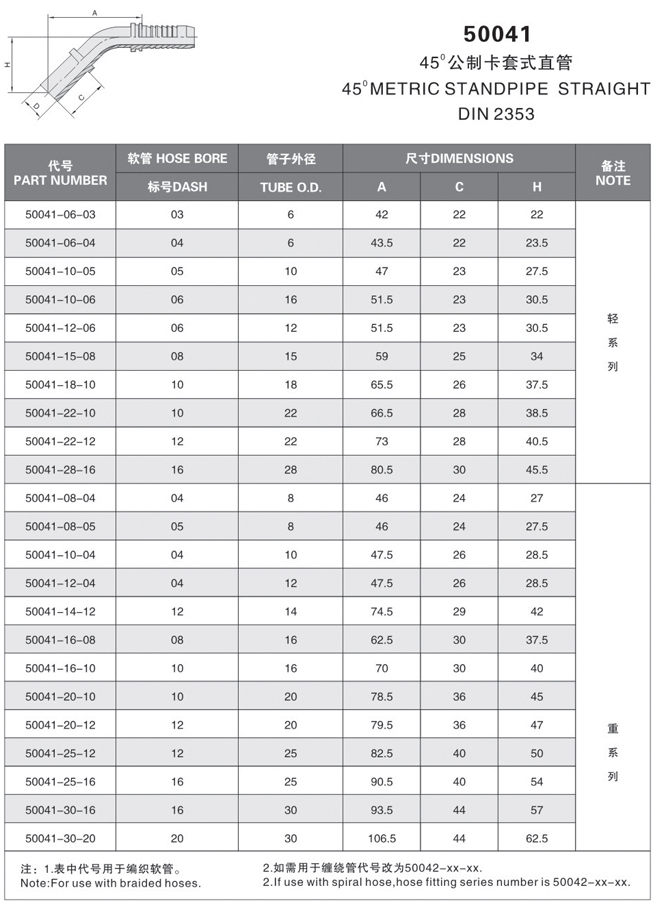 A
H
D
C
50041
45°公制卡套式直管
45°METRIC STANDPIPE STRAIGHT
DIN 2353
代号 PART NUMBER 软管 HOSE BORE 管子外径 尺寸DIMENSIONS 备注 NOTE
标号DASH TUBE O.D. A C H
50041-06-03 03 6 42 22 22
50041-06-04 04 6 43.5 22 23.5
50041-10-05 05 10 47 23 27.5
50041-10-06 06 16 51.5 23 30.5
50041-12-06 06 12 51.5 23 30.5
50041-15-08 08 15 59 25 34
50041-18-10 10 18 65.5 26 37.5
50041-22-10 10 22 66.5 28 38.5
50041-22-12 12 22 73 28 40.5
50041-28-16 16 28 80.5 30 45.5
轻系列
50041-08-04 04 8 46 24 27
50041-08-05 05 8 46 24 27.5
50041-10-04 04 10 47.5 26 28.5
50041-12-04 04 12 47.5 26 28.5
50041-14-12 12 14 74.5 29 42
50041-16-08 08 16 62.5 30 37.5
50041-16-10 10 16 70 30 40
50041-20-10 10 20 78.5 36 45
50041-20-12 12 20 79.5 36 47
50041-25-12 12 25 82.5 40 50
50041-25-16 16 25 90.5 40 54
50041-30-16 16 30 93.5 44 57
50041-30-20 20 30 106.5 44 62.5
重系列
注：1.表中代号用于编织软管。 2.如需用于缠绕管代号改为50042-xx-xx.
Note:For use with braided hoses. 2.If use with spiral hose,hose fitting series number is 50042-xx-xx.